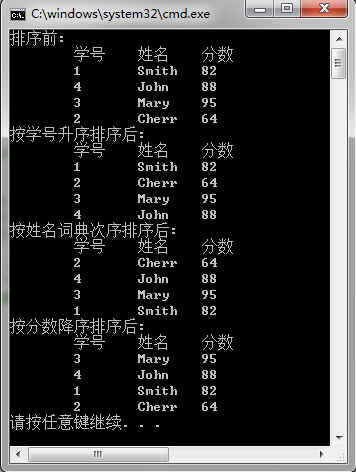 C:\windows\system32\cmd.exe
排序前：
学号 姓名 分数
1 Smith 82
4 John 88
3 Mary 95
2 Cherr 64
按学号升序排序后：
学号 姓名 分数
1 Smith 82
2 Cherr 64
3 Mary 95
4 John 88
按姓名词典次序排序后：
学号 姓名 分数
2 Cherr 64
4 John 88
3 Mary 95
1 Smith 82
按分数降序排序后：
学号 姓名 分数
3 Mary 95
4 John 88
1 Smith 82
2 Cherr 64
请按任意键继续. . .